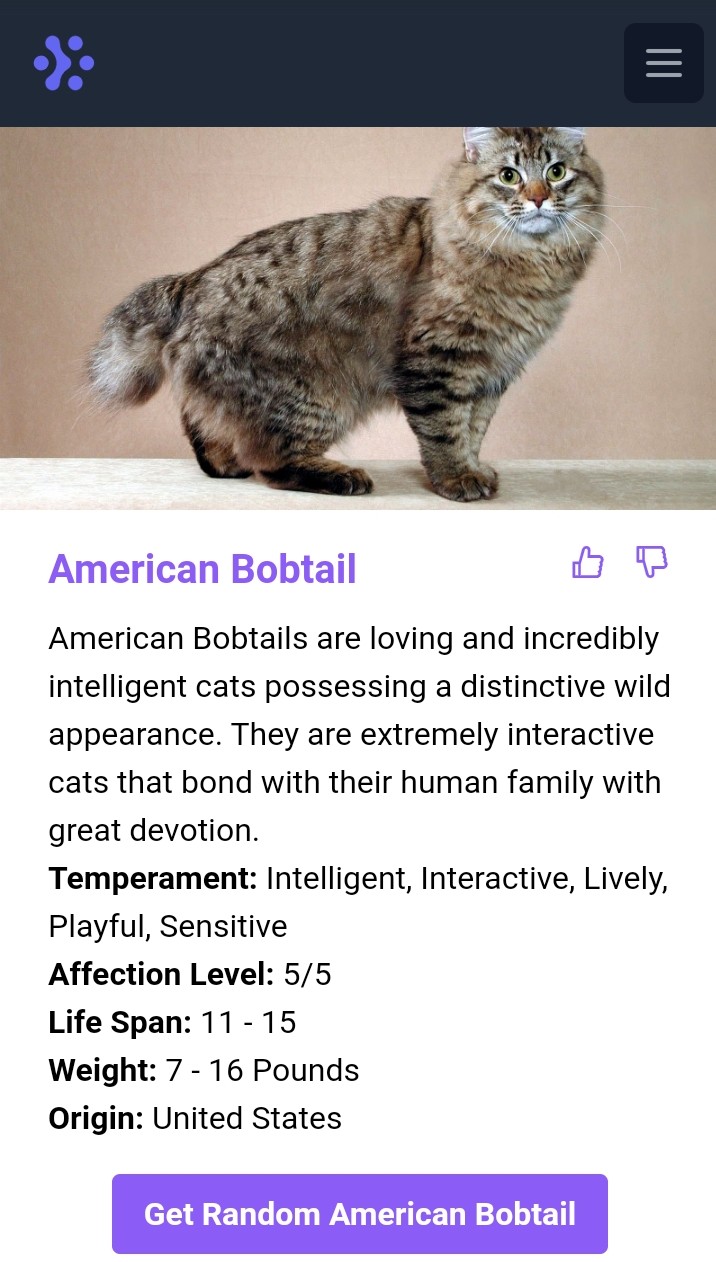 American Bobtail
American Bobtails are loving and incredibly
intelligent cats possessing a distinctive wild
appearance. They are extremely interactive
cats that bond with their human family with
great devotion.
Temperament: Intelligent, Interactive, Lively,
Playful, Sensitive
Affection Level: 5/5
Life Span: 11 - 15
Weight: 7 - 16 Pounds
Origin: United States
Get Random American Bobtail